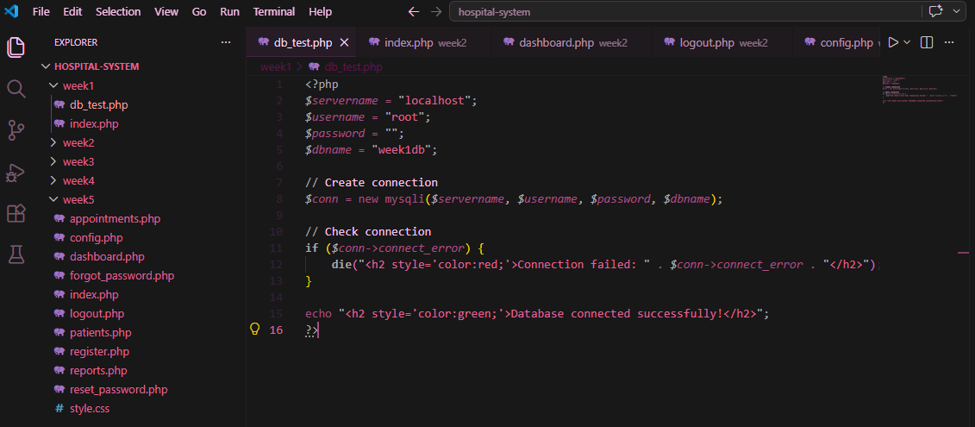 File Edit Selection View Go Run Terminal Help
hospital-system
EXPLORER
HOSPITAL-SYSTEM
week1
db_test.php
index.php
week2
week3
week4
week5
appointments.php
config.php
dashboard.php
forgot_password.php
index.php
logout.php
patients.php
register.php
reports.php
reset_password.php
# style.css
db_test.php index.php week2 dashboard.php week2 logout.php week2 config.php
week1 > db_test.php
1 <?php
2 $servername = "localhost";
3 $username = "root";
4 $password = "";
5 $dbname = "week1db";
6
7 // Create connection
8 $conn = new mysqli($servername, $username, $password, $dbname);
9
10 // Check connection
11 if ($conn->connect_error) {
12 die("<h2 style='color:red;'>Connection failed: " . $conn->connect_error . "</h2>")
13 }
14
15 echo "<h2 style='color:green;'>Database connected successfully!</h2>";
16 ?>